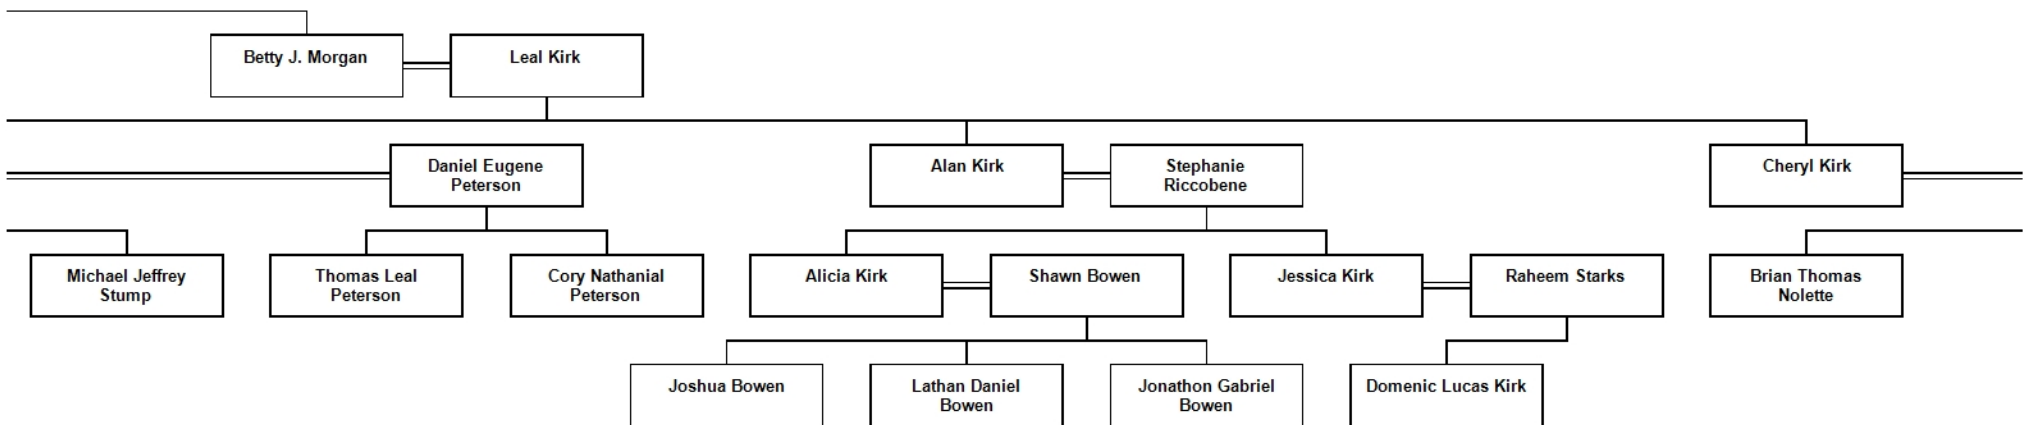 Betty J. Morgan
Leal Kirk
Daniel Eugene
Peterson
Alan Kirk
Stephanie
Riccobene
Cheryl Kirk
Michael Jeffrey
Stump
Thomas Leal
Peterson
Cory Nathanial
Peterson
Alicia Kirk
Shawn Bowen
Jessica Kirk
Raheem Starks
Brian Thomas
Nolette
Joshua Bowen
Lathan Daniel
Bowen
Jonathon Gabriel
Bowen
Domenic Lucas Kirk